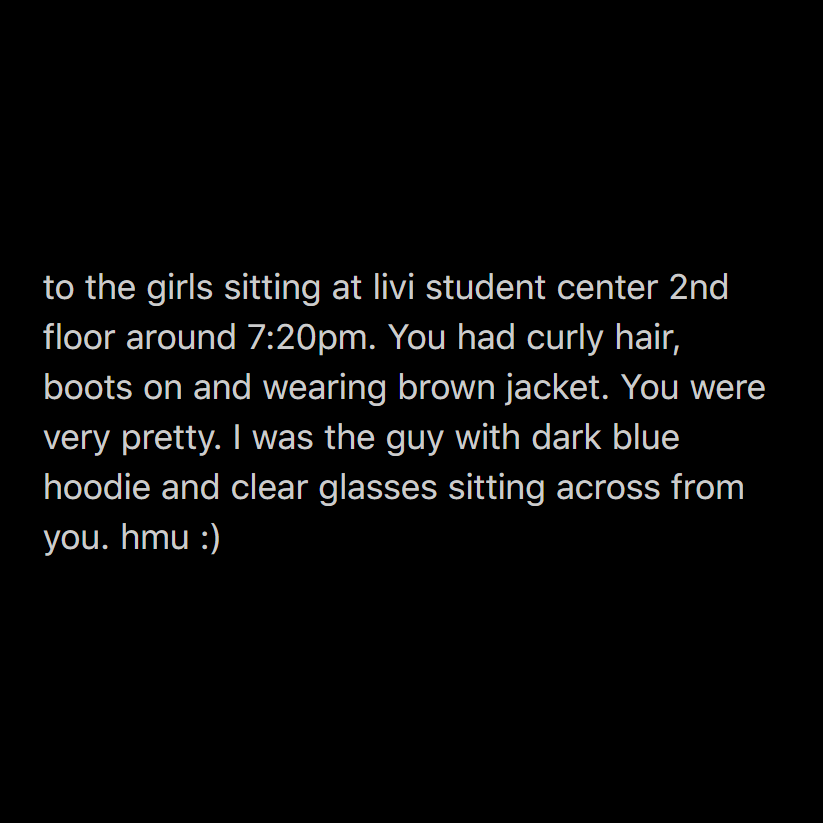 to the girls sitting at livi student center 2nd
floor around 7:20pm. You had curly hair,
boots on and wearing brown jacket. You were
very pretty. I was the guy with dark blue
hoodie and clear glasses sitting across from
you. hmu :)